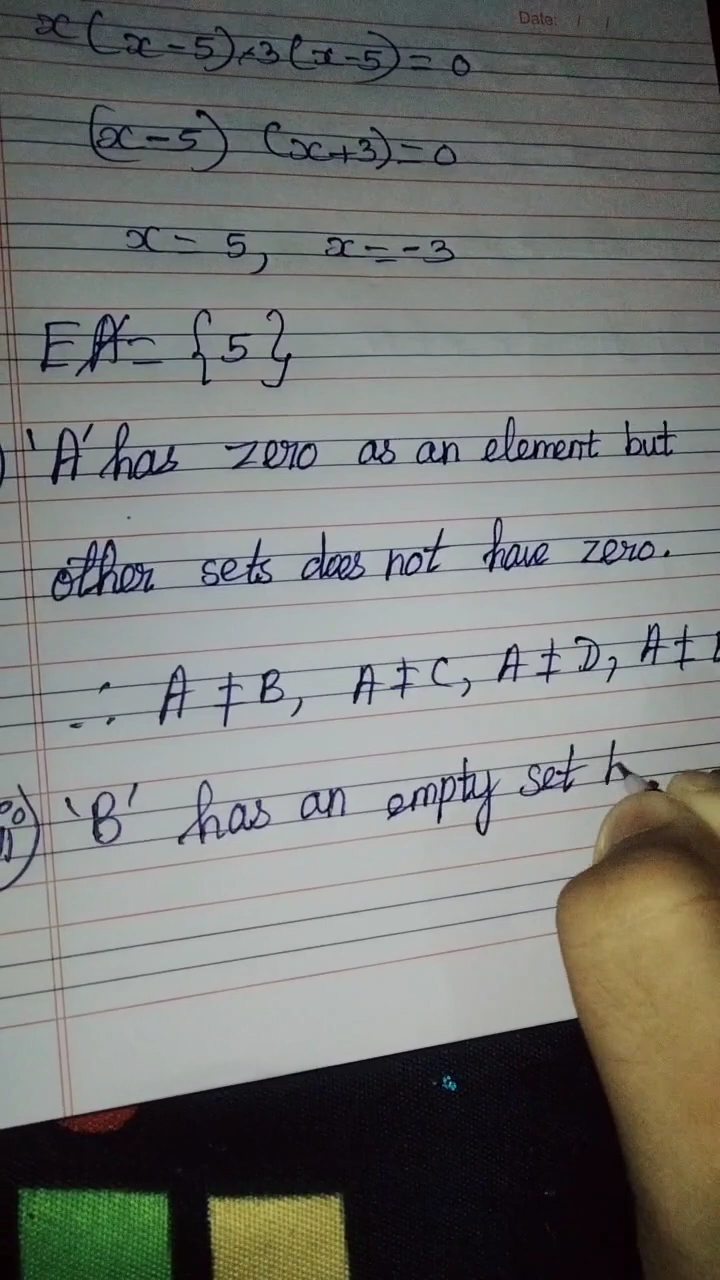 Date: / /
x(x-5)+3(x-5)=0
(x-5) (x+3)=0
x=5, x=-3
E = {5}
) 'A' has zero as an element but
other sets does not have zero.
∴ A ≠ B, A ≠ C, A ≠ D, A ≠
ii) 'B' has an empty set